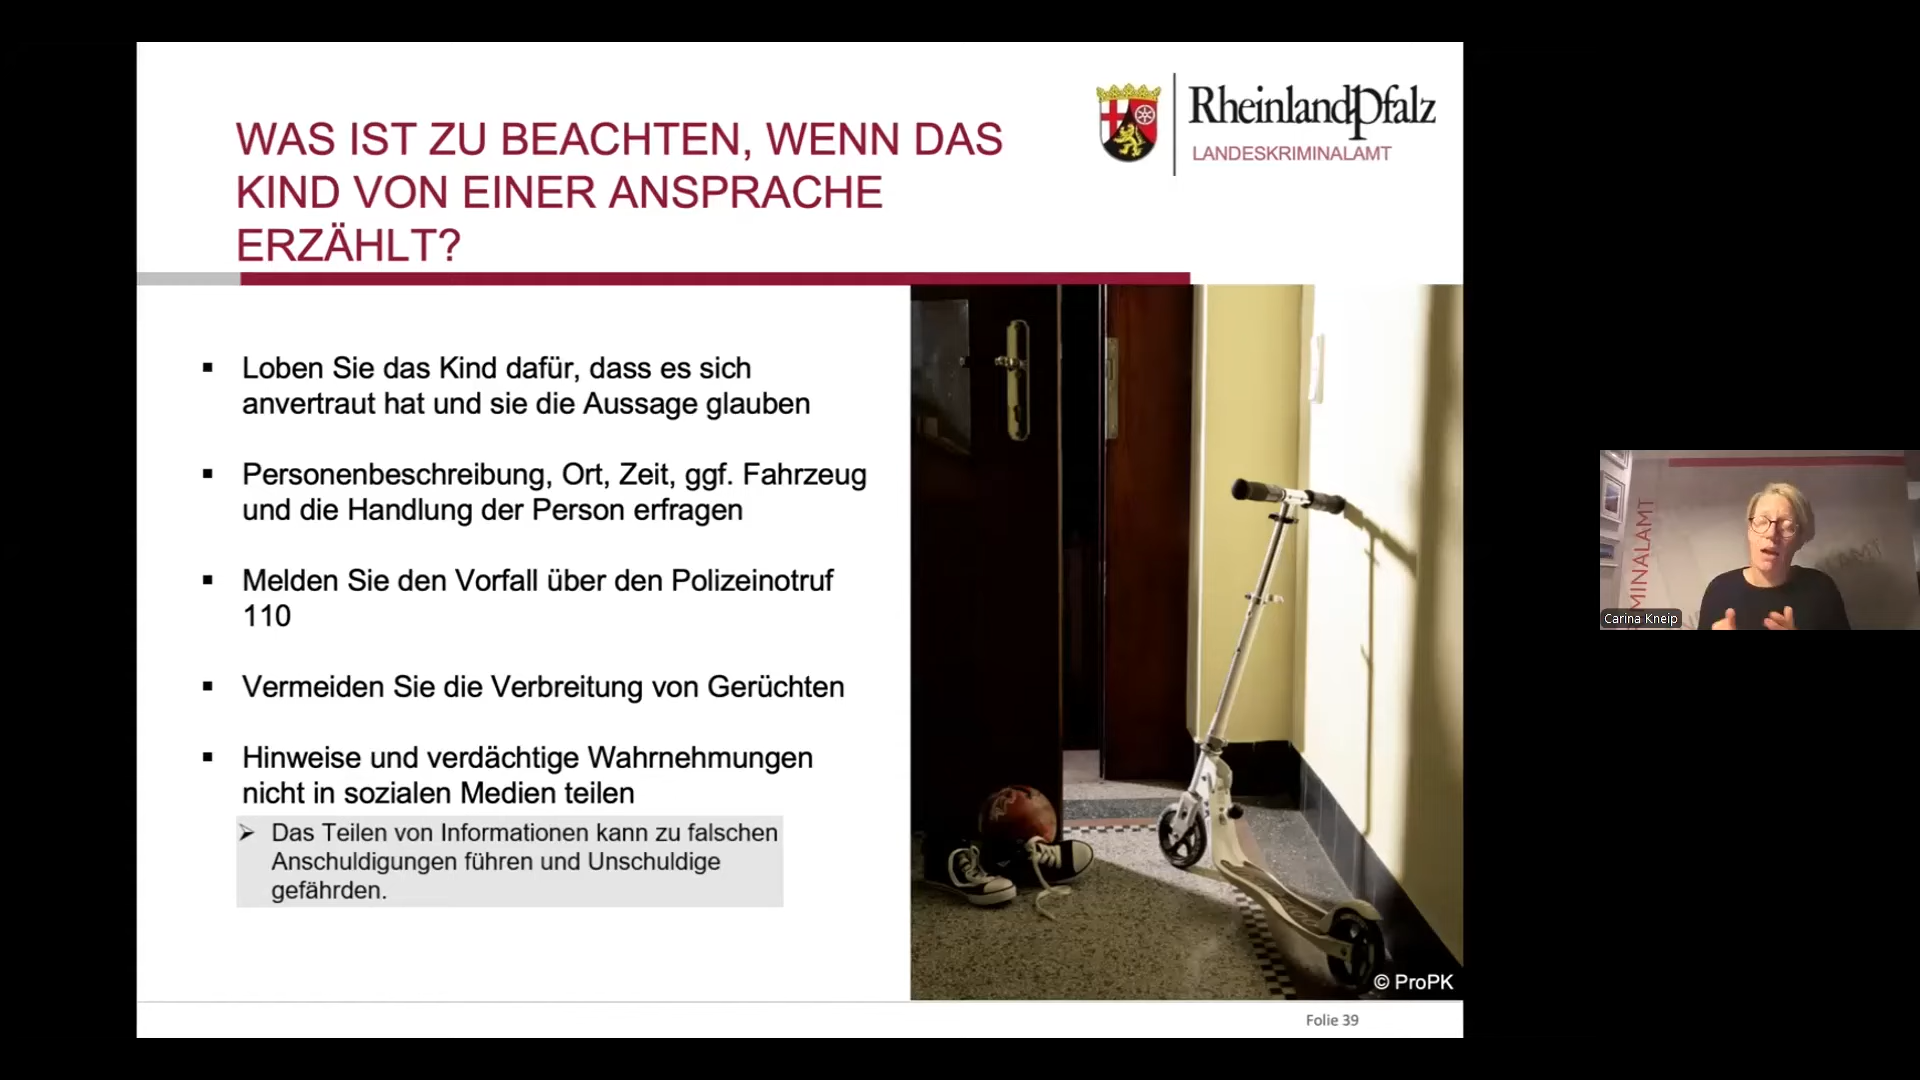 WAS IST ZU BEACHTEN, WENN DAS
KIND VON EINER ANSPRACHE
ERZÄHLT?
RheinlandPfalz
LANDESKRIMINALAMT
▪ Loben Sie das Kind dafür, dass es sich
anvertraut hat und sie die Aussage glauben
▪ Personenbeschreibung, Ort, Zeit, ggf. Fahrzeug
und die Handlung der Person erfragen
▪ Melden Sie den Vorfall über den Polizeinotruf
110
▪ Vermeiden Sie die Verbreitung von Gerüchten
▪ Hinweise und verdächtige Wahrnehmungen
nicht in sozialen Medien teilen
➢ Das Teilen von Informationen kann zu falschen
Anschuldigungen führen und Unschuldige
gefährden.
© ProPK
Folie 39
MINALAMT
Carina Kneip